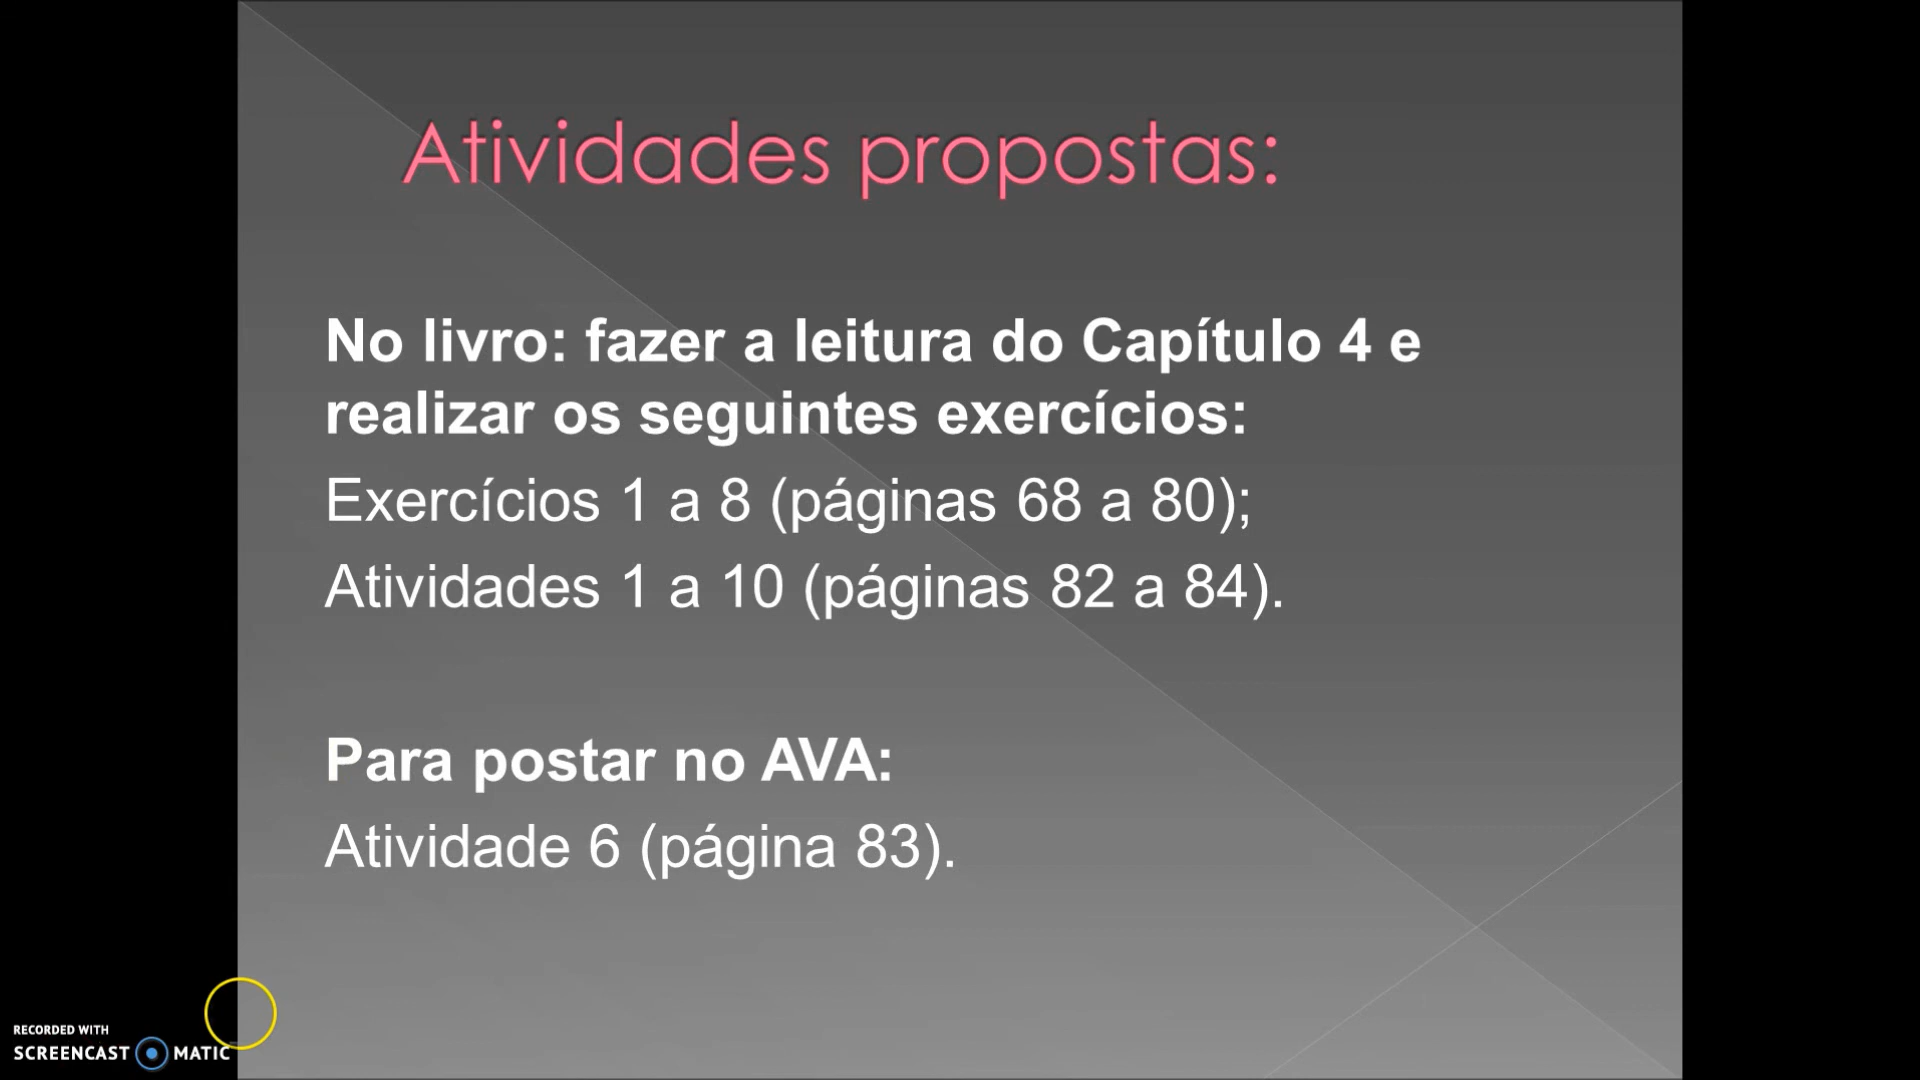 Atividades propostas:
No livro: fazer a leitura do Capítulo 4 e
realizar os seguintes exercícios:
Exercícios 1 a 8 (páginas 68 a 80);
Atividades 1 a 10 (páginas 82 a 84).
Para postar no AVA:
Atividade 6 (página 83).
RECORDED WITH
SCREENCAST MATIC